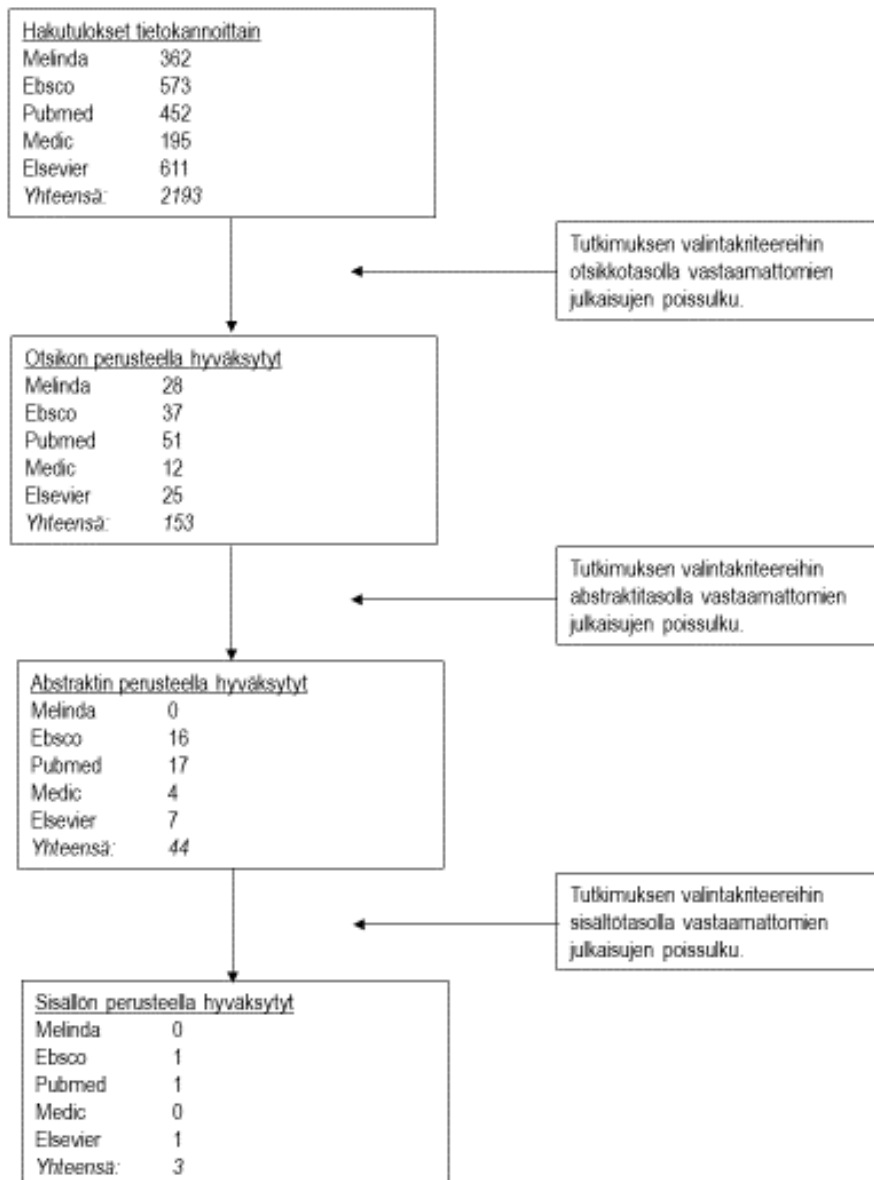 Hakutulokset tietokannoittain
Melinda 362
Ebsco 573
Pubmed 452
Medic 195
Elsevier 611
Yhteensä: 2193
Tutkimuksen valintakriteereihin
otsikkotasolla vastaamattomien
julkaisujen poissulku.
Otsikon perusteella hyväksytyt
Melinda 28
Ebsco 37
Pubmed 51
Medic 12
Elsevier 25
Yhteensä: 153
Tutkimuksen valintakriteereihin
abstraktitasolla vastaamattomien
julkaisujen poissulku.
Abstraktin perusteella hyväksytyt
Melinda 0
Ebsco 16
Pubmed 17
Medic 4
Elsevier 7
Yhteensä: 44
Tutkimuksen valintakriteereihin
sisältötasolla vastaamattomien
julkaisujen poissulku.
Sisällön perusteella hyväksytyt
Melinda 0
Ebsco 1
Pubmed 1
Medic 0
Elsevier 1
Yhteensä: 3